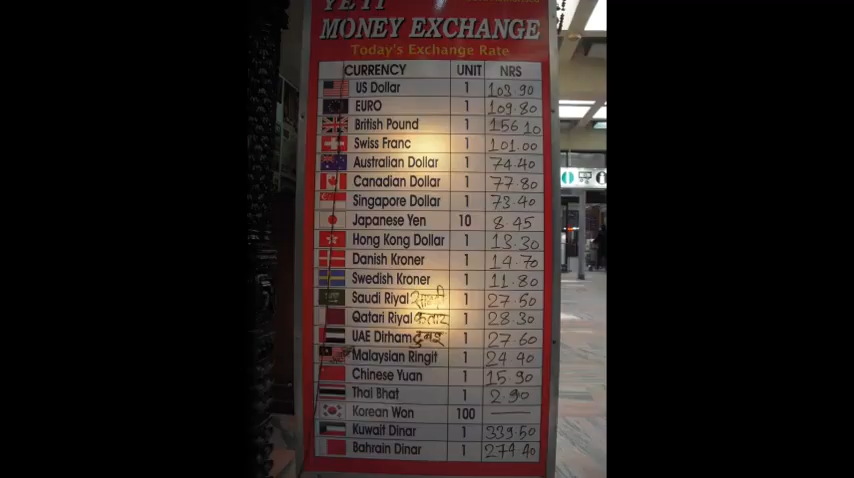 YETI
MONEY EXCHANGE
Today's Exchange Rate
CURRENCY UNIT NRS
US Dollar 1 103.90
EURO 1 109.80
British Pound 1 156.10
Swiss Franc 1 101.00
Australian Dollar 1 74.40
Canadian Dollar 1 77.80
Singapore Dollar 1 73.40
Japanese Yen 10 8.45
Hong Kong Dollar 1 13.30
Danish Kroner 1 14.70
Swedish Kroner 1 11.80
Saudi Riyal साउदी 1 27.50
Qatari Riyal कतार 1 28.30
UAE Dirham दुबइ 1 27.60
Malaysian Ringit 1 24.40
Chinese Yuan 1 15.90
Thai Bhat 1 2.90
Korean Won 100 —
Kuwait Dinar 1 339.50
Bahrain Dinar 1 274.40